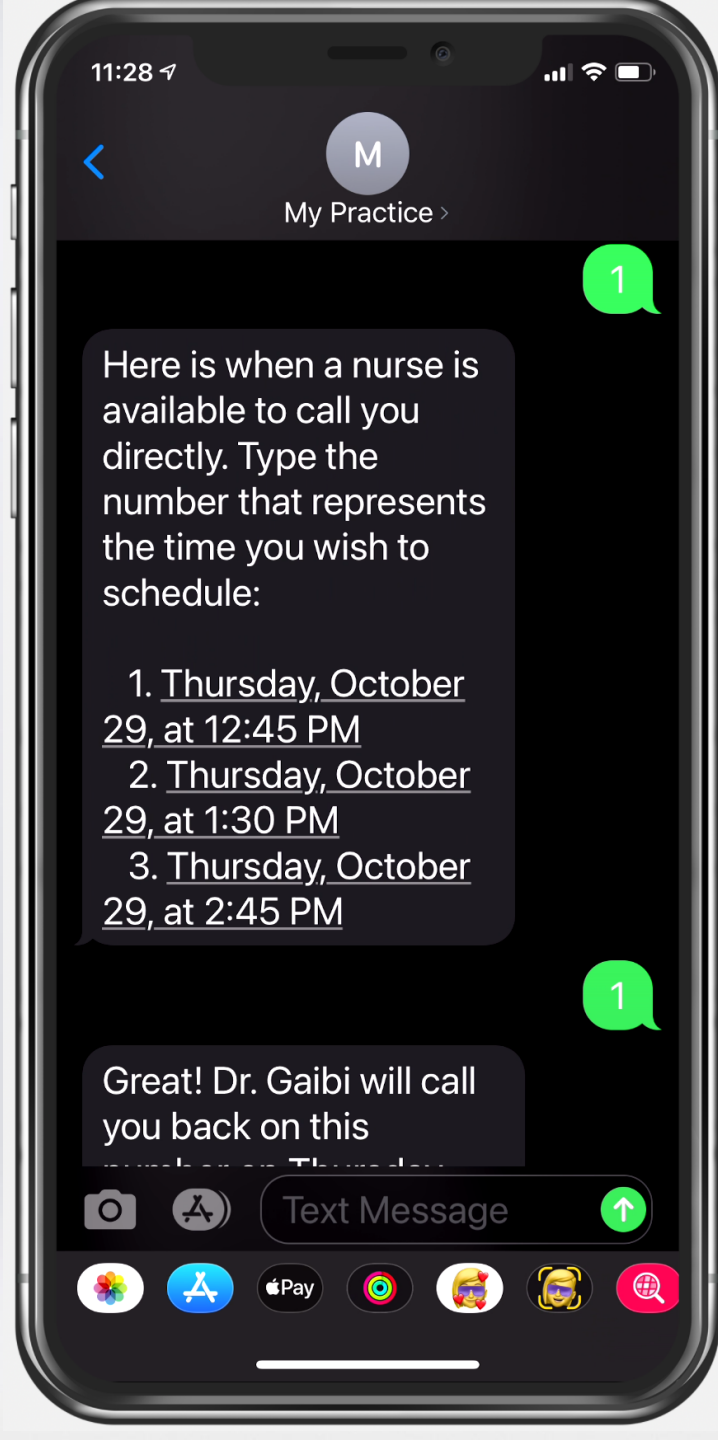 11:28
M
My Practice
1
Here is when a nurse is
available to call you
directly. Type the
number that represents
the time you wish to
schedule:
1. Thursday, October
29, at 12:45 PM
2. Thursday, October
29, at 1:30 PM
3. Thursday, October
29, at 2:45 PM
1
Great! Dr. Gaibi will call
you back on this
number on Thursday
Text Message
Pay